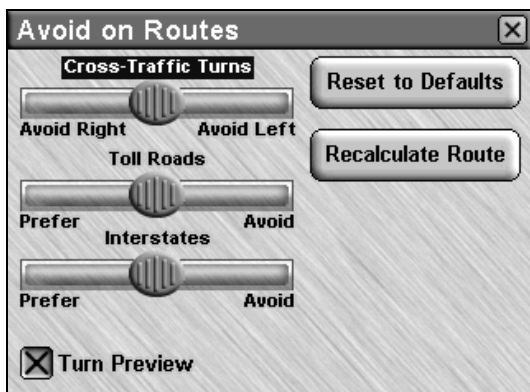 Avoid on Routes
Cross-Traffic Turns
Avoid Right Avoid Left
Toll Roads
Prefer Avoid
Interstates
Prefer Avoid
Turn Preview
Reset to Defaults
Recalculate Route